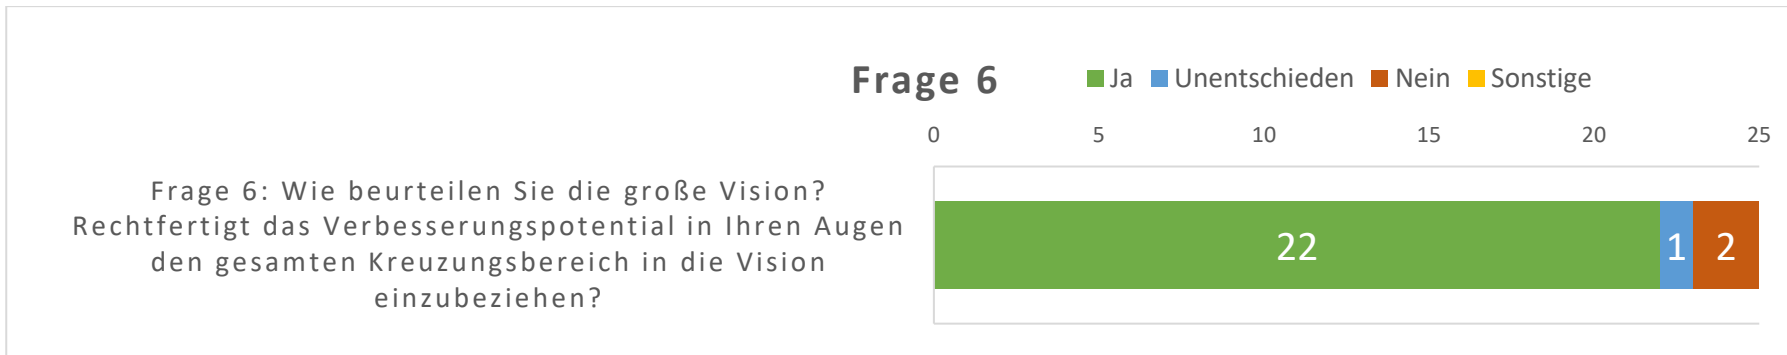 Frage 6
Ja Unentschieden Nein Sonstige
0 5 10 15 20 25
Frage 6: Wie beurteilen Sie die große Vision?
Rechtfertigt das Verbesserungspotential in Ihren Augen
den gesamten Kreuzungsbereich in die Vision
einzubeziehen?
22 1 2